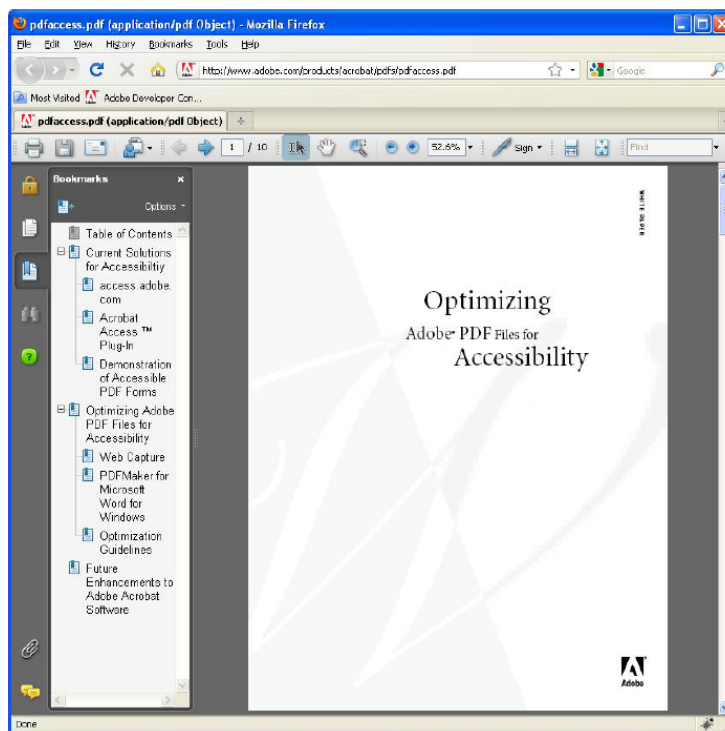 pdfaccess.pdf (application/pdf Object) - Mozilla Firefox
File Edit View History Bookmarks Tools Help
http://www.adobe.com/products/acrobat/pdfs/pdfaccess.pdf
Google
Most Visited Adobe Developer Con...
pdfaccess.pdf (application/pdf Object)
1 / 10
52.6%
Sign
Find
Bookmarks
Options
Table of Contents
Current Solutions
for Accessibiltiy
access.adobe.
com
Acrobat
Access ™
Plug-In
Demonstration
of Accessible
PDF Forms
Optimizing Adobe
PDF Files for
Accessibility
Web Capture
PDFMaker for
Microsoft
Word for
Windows
Optimization
Guidelines
Future
Enhancements to
Adobe Acrobat
Software
WHITE PAPER
Optimizing
Adobe® PDF Files for
Accessibility
Adobe
Done